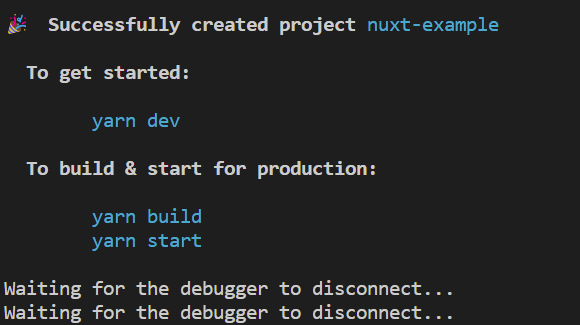 🎉 Successfully created project nuxt-example
To get started:
yarn dev
To build & start for production:
yarn build
yarn start
Waiting for the debugger to disconnect...
Waiting for the debugger to disconnect...